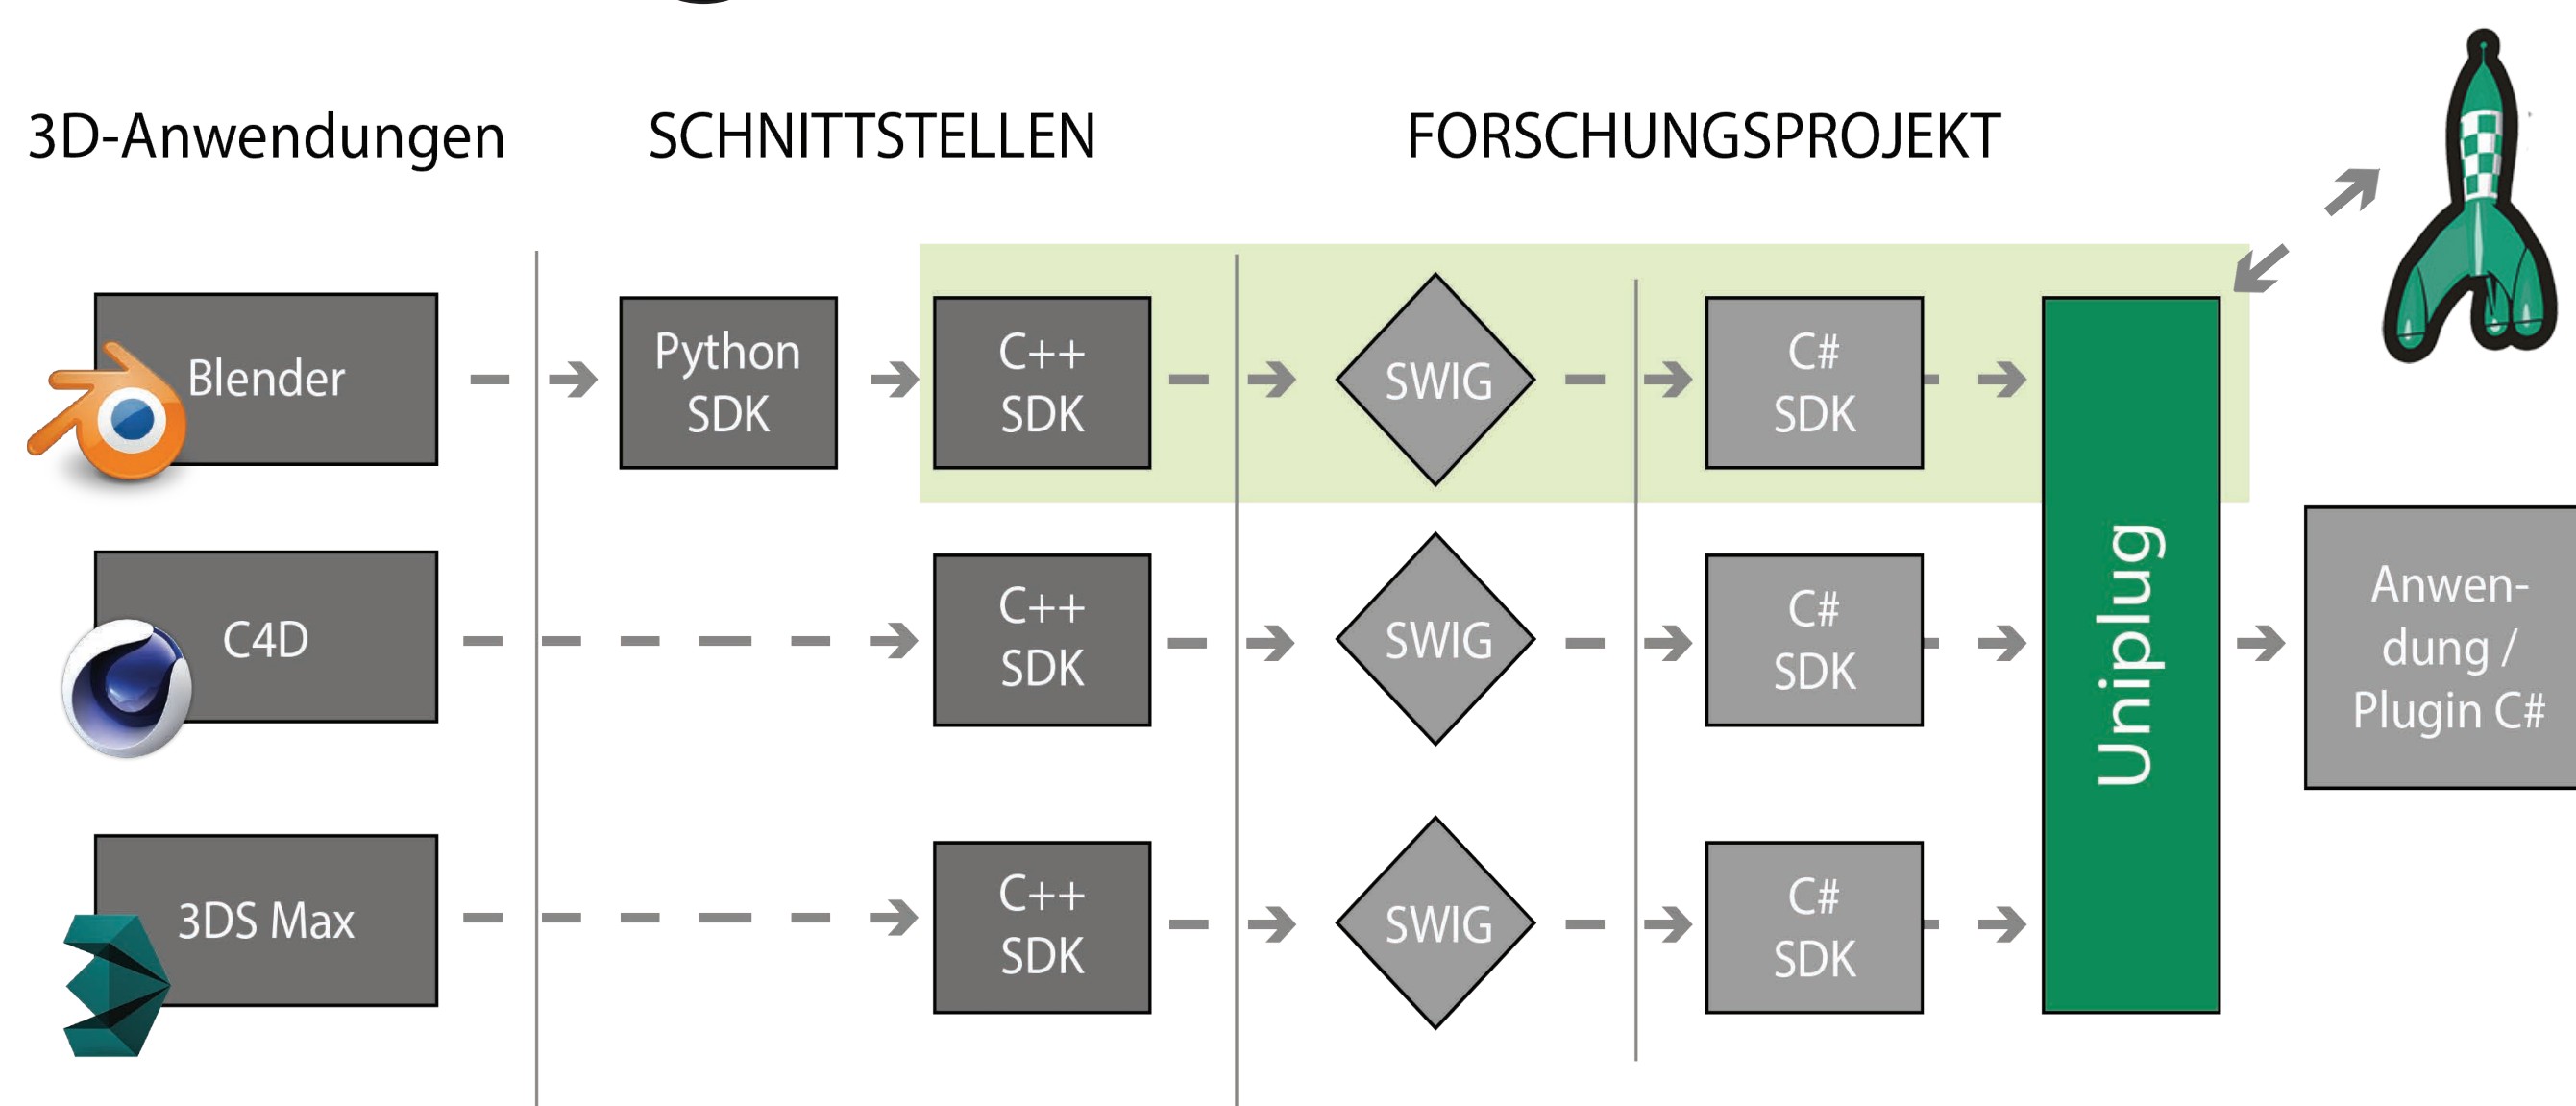 3D-Anwendungen
SCHNITTSTELLEN
FORSCHUNGSPROJEKT
Blender
Python
SDK
C++
SDK
SWIG
C#
SDK
Uniplug
C4D
C++
SDK
SWIG
C#
SDK
Anwen-
dung /
Plugin C#
3DS Max
C++
SDK
SWIG
C#
SDK